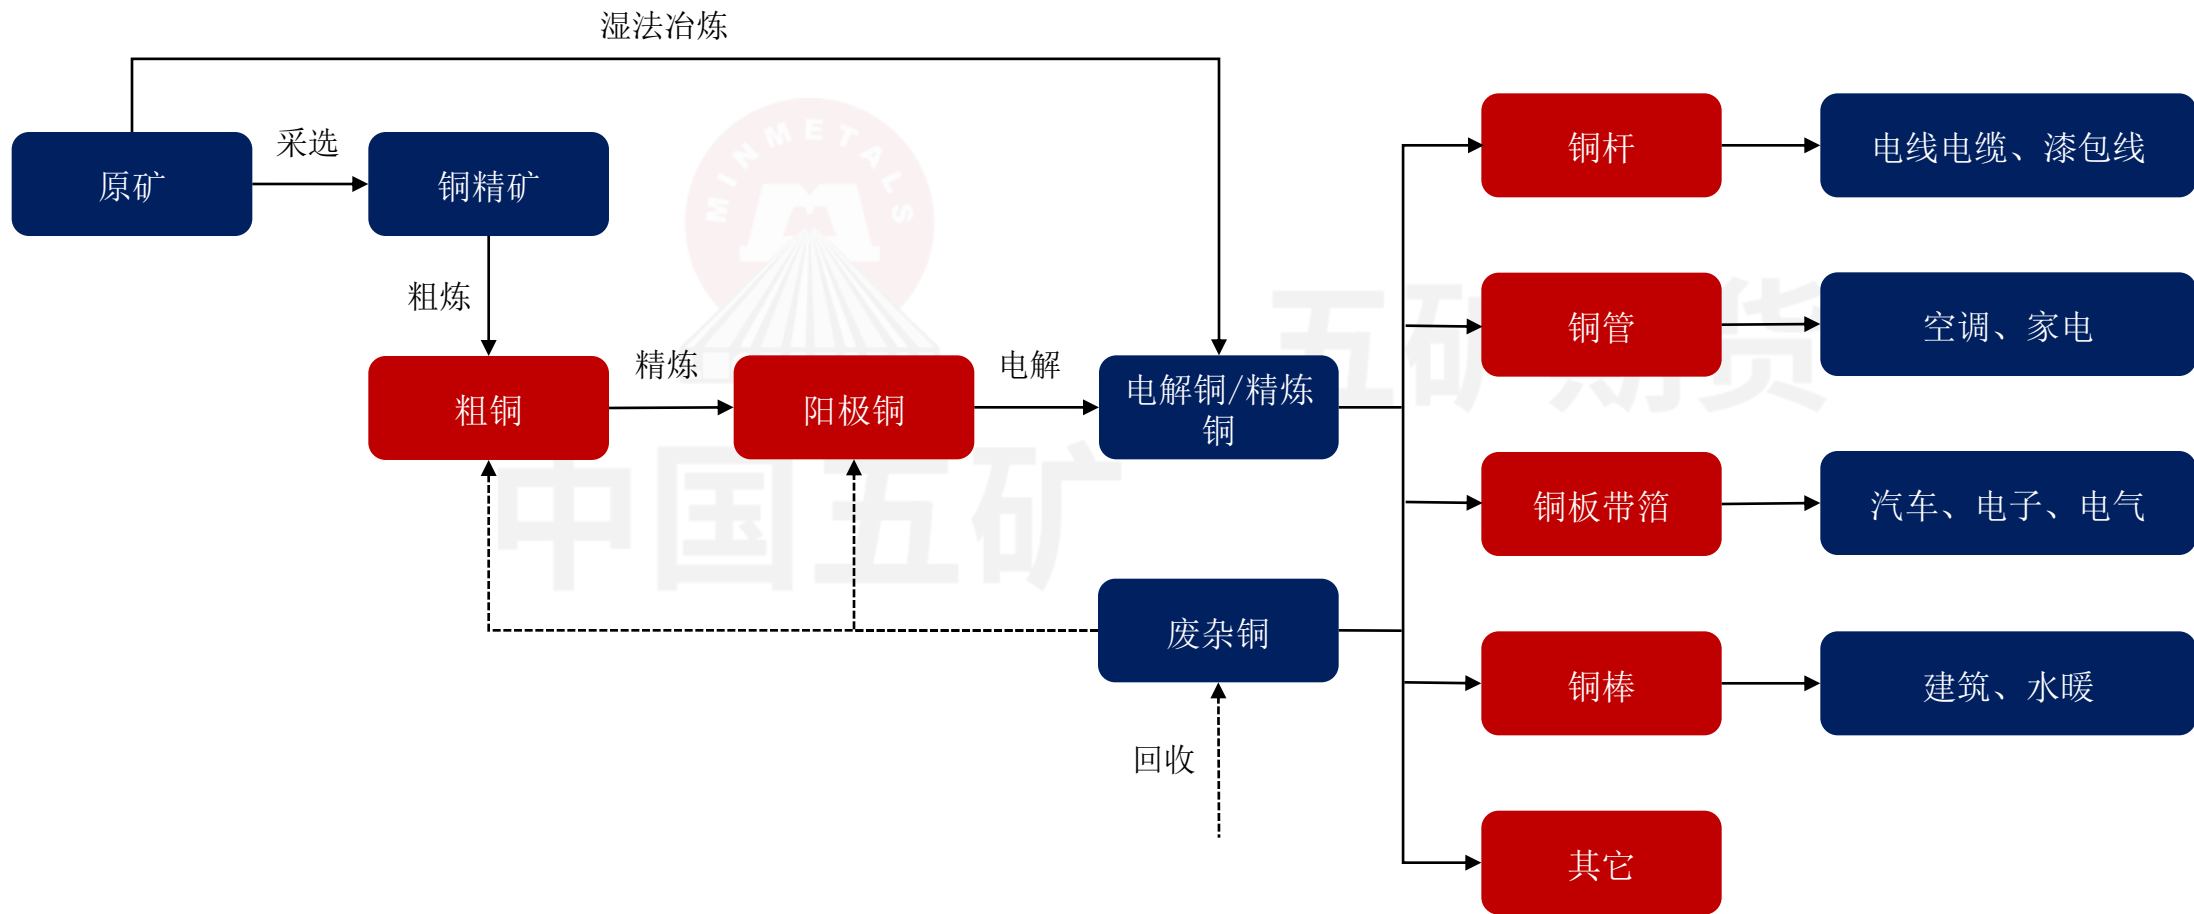 湿法冶炼
原矿
采选
铜精矿
粗炼
粗铜
精炼
阳极铜
电解
电解铜/精炼
铜
废杂铜
回收
铜杆
电线电缆、漆包线
铜管
空调、家电
铜板带箔
汽车、电子、电气
铜棒
建筑、水暖
其它
MINMETALS
中国五矿
五矿期货